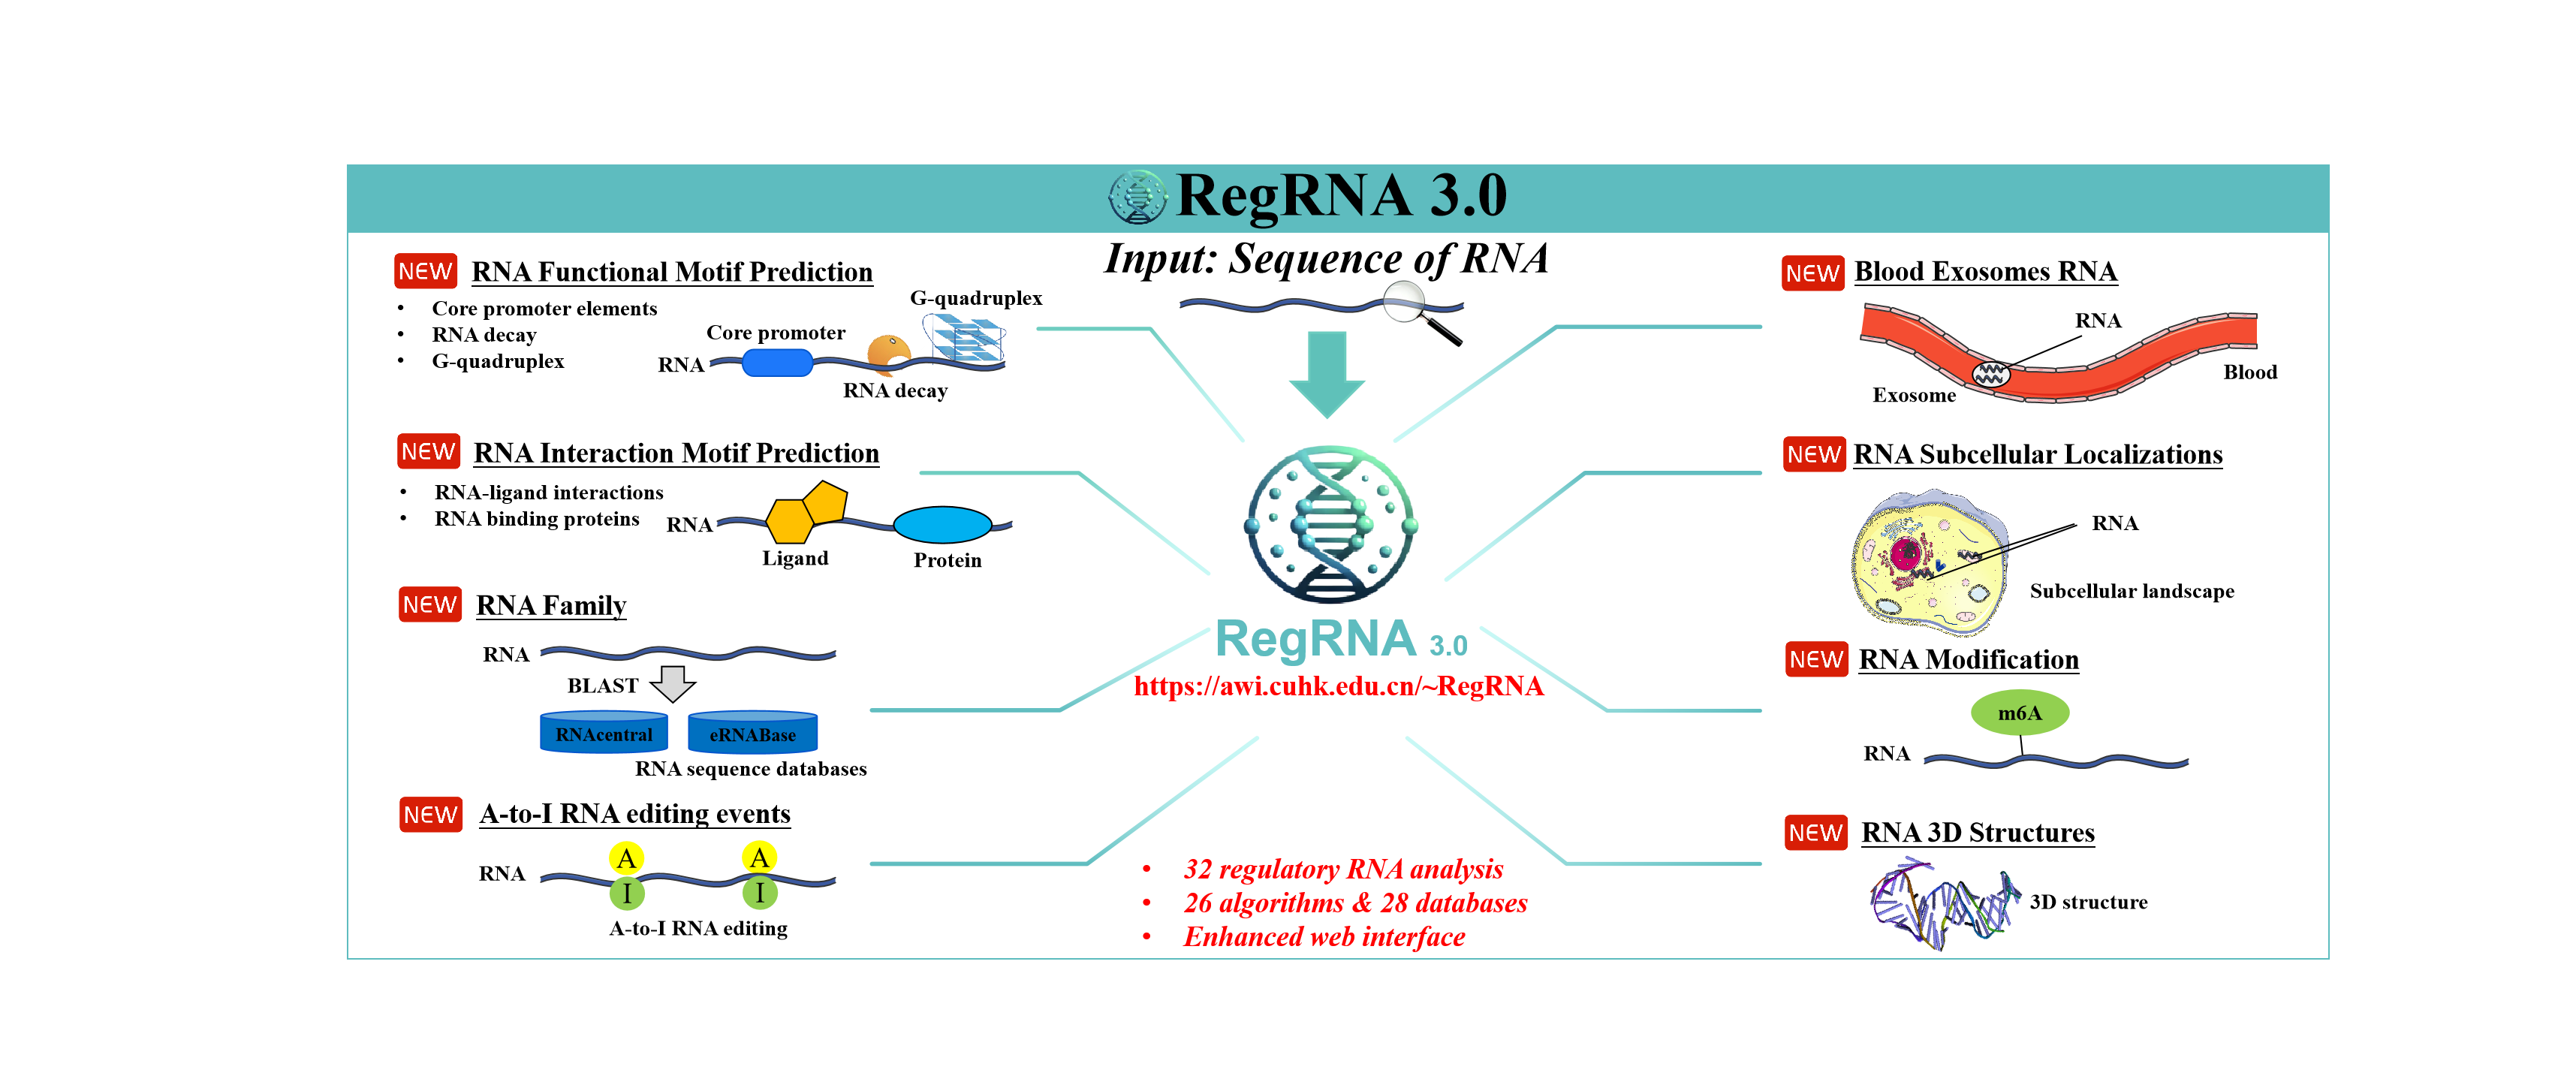 RegRNA 3.0
Input: Sequence of RNA
NEW RNA Functional Motif Prediction
• Core promoter elements
• RNA decay
• G-quadruplex
G-quadruplex
Core promoter
RNA
RNA decay
NEW RNA Interaction Motif Prediction
• RNA-ligand interactions
• RNA binding proteins
RNA
Ligand
Protein
NEW RNA Family
RNA
BLAST
RNAcentral
eRNABase
RNA sequence databases
NEW A-to-I RNA editing events
A
A
RNA
I
I
A-to-I RNA editing
RegRNA 3.0
https://awi.cuhk.edu.cn/~RegRNA
• 32 regulatory RNA analysis
• 26 algorithms & 28 databases
• Enhanced web interface
NEW Blood Exosomes RNA
RNA
Blood
Exosome
NEW RNA Subcellular Localizations
RNA
Subcellular landscape
NEW RNA Modification
m6A
RNA
NEW RNA 3D Structures
3D structure